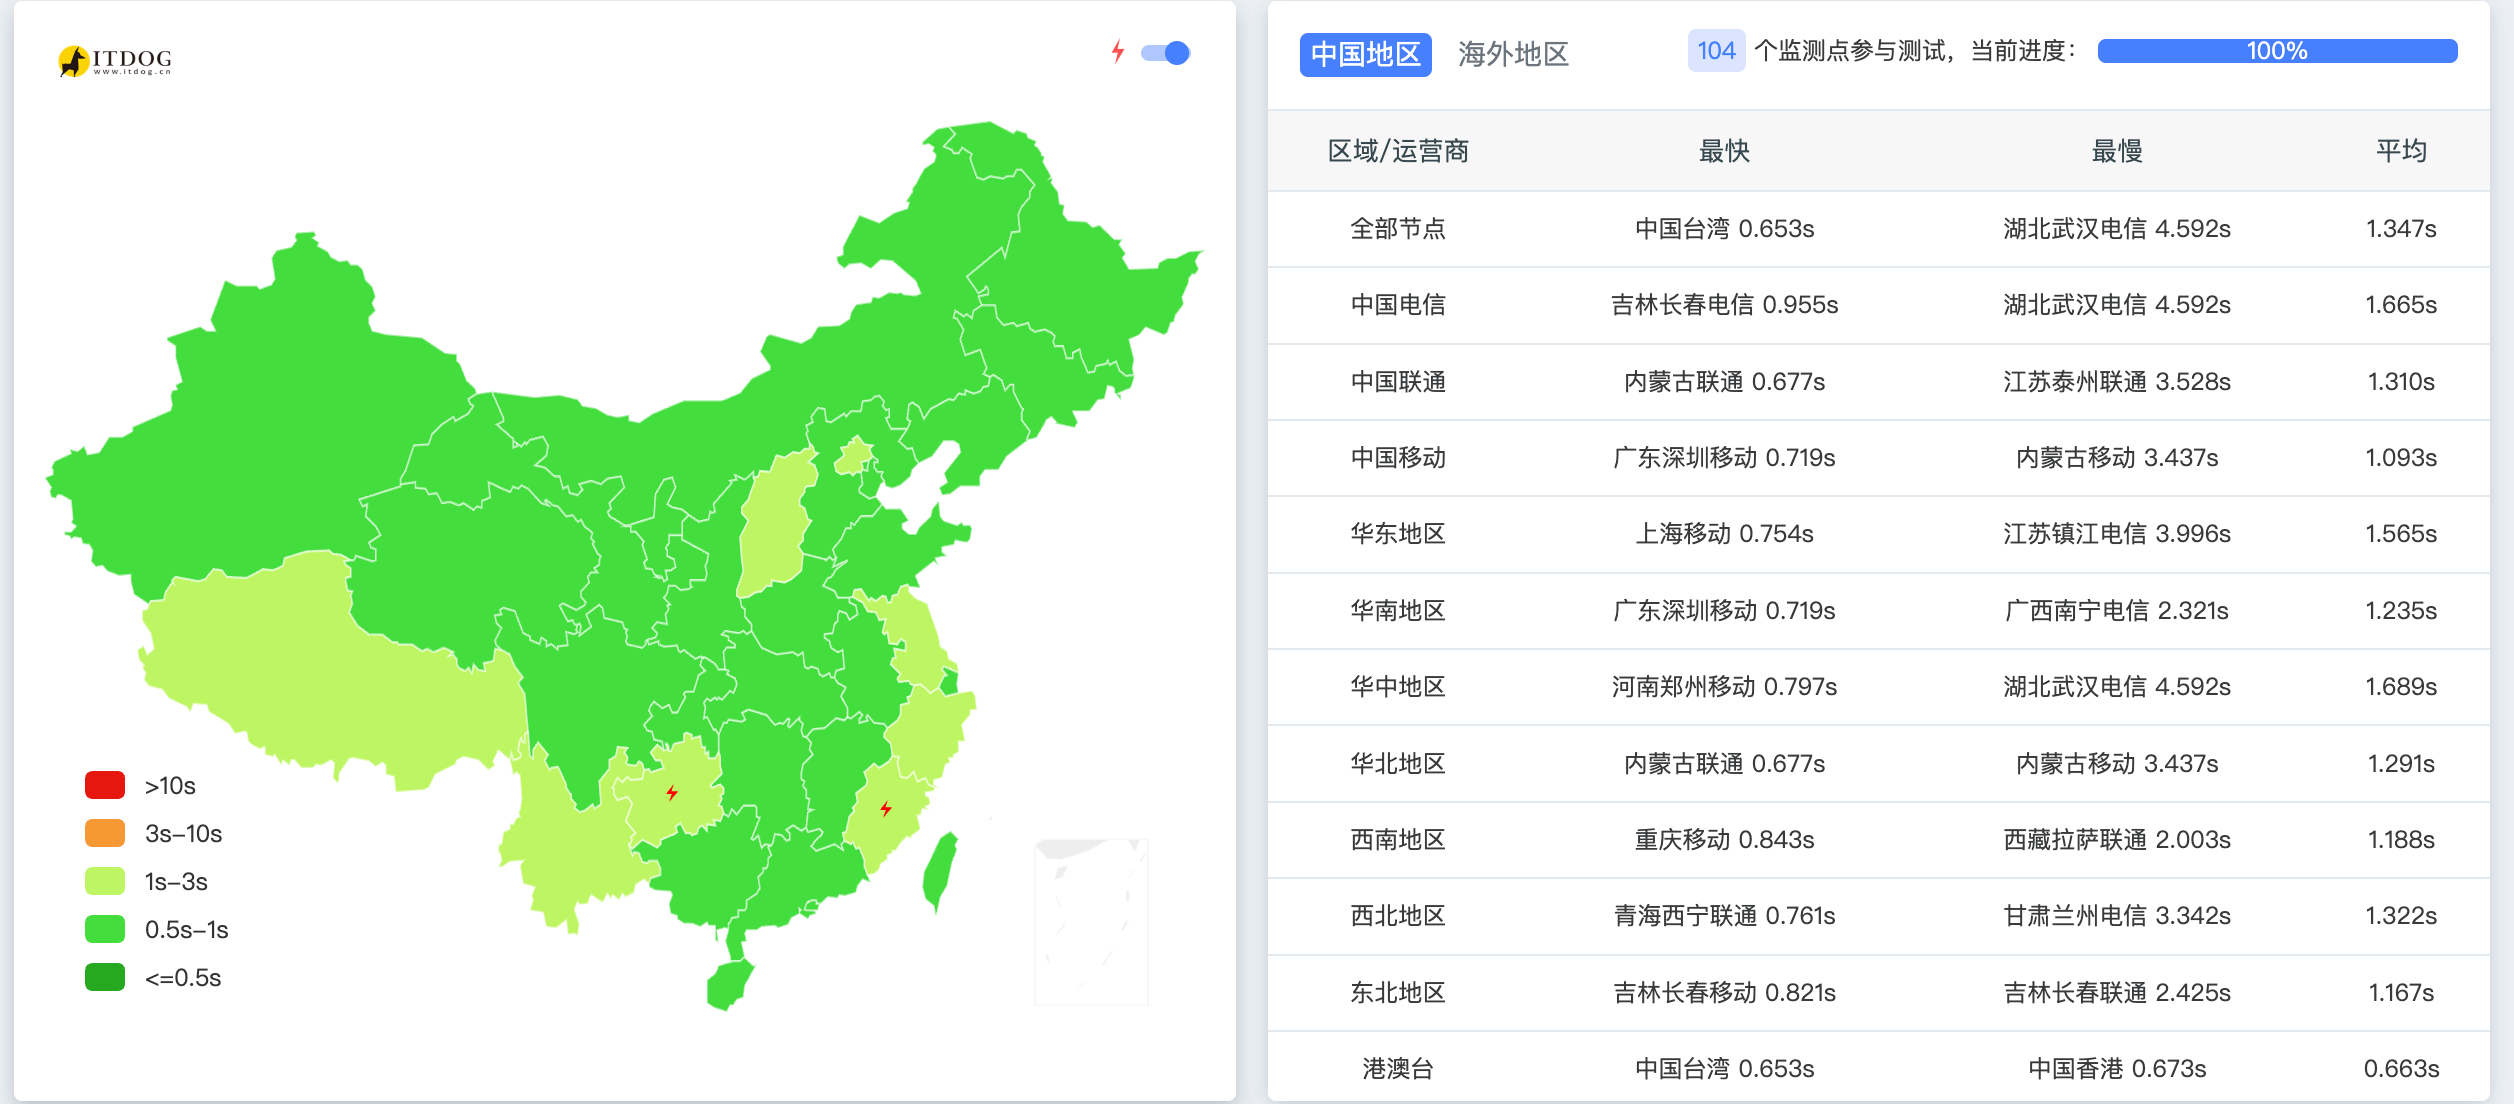 ITDOG
www.itdog.cn
>10s
3s-10s
1s-3s
0.5s-1s
<=0.5s
中国地区 海外地区 104 个监测点参与测试，当前进度： 100%
区域/运营商 最快 最慢 平均
全部节点 中国台湾 0.653s 湖北武汉电信 4.592s 1.347s
中国电信 吉林长春电信 0.955s 湖北武汉电信 4.592s 1.665s
中国联通 内蒙古联通 0.677s 江苏泰州联通 3.528s 1.310s
中国移动 广东深圳移动 0.719s 内蒙古移动 3.437s 1.093s
华东地区 上海移动 0.754s 江苏镇江电信 3.996s 1.565s
华南地区 广东深圳移动 0.719s 广西南宁电信 2.321s 1.235s
华中地区 河南郑州移动 0.797s 湖北武汉电信 4.592s 1.689s
华北地区 内蒙古联通 0.677s 内蒙古移动 3.437s 1.291s
西南地区 重庆移动 0.843s 西藏拉萨联通 2.003s 1.188s
西北地区 青海西宁联通 0.761s 甘肃兰州电信 3.342s 1.322s
东北地区 吉林长春移动 0.821s 吉林长春联通 2.425s 1.167s
港澳台 中国台湾 0.653s 中国香港 0.673s 0.663s